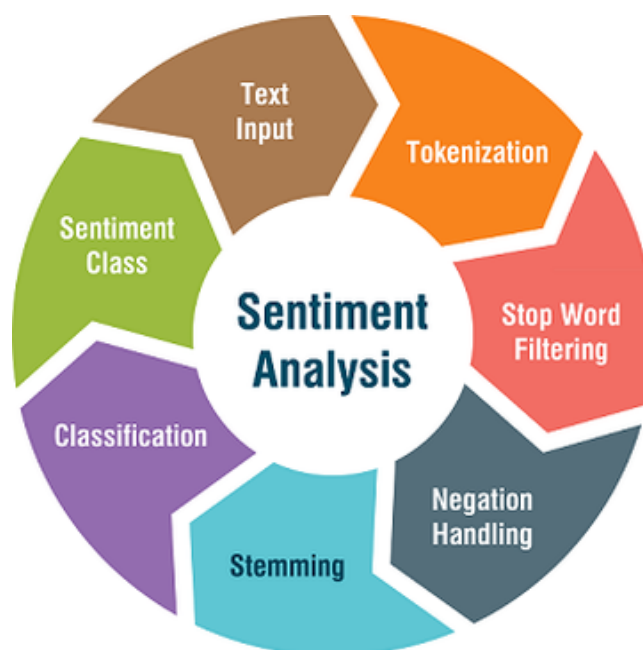 Text
Input
Tokenization
Stop Word
Filtering
Negation
Handling
Stemming
Classification
Sentiment
Class
Sentiment
Analysis